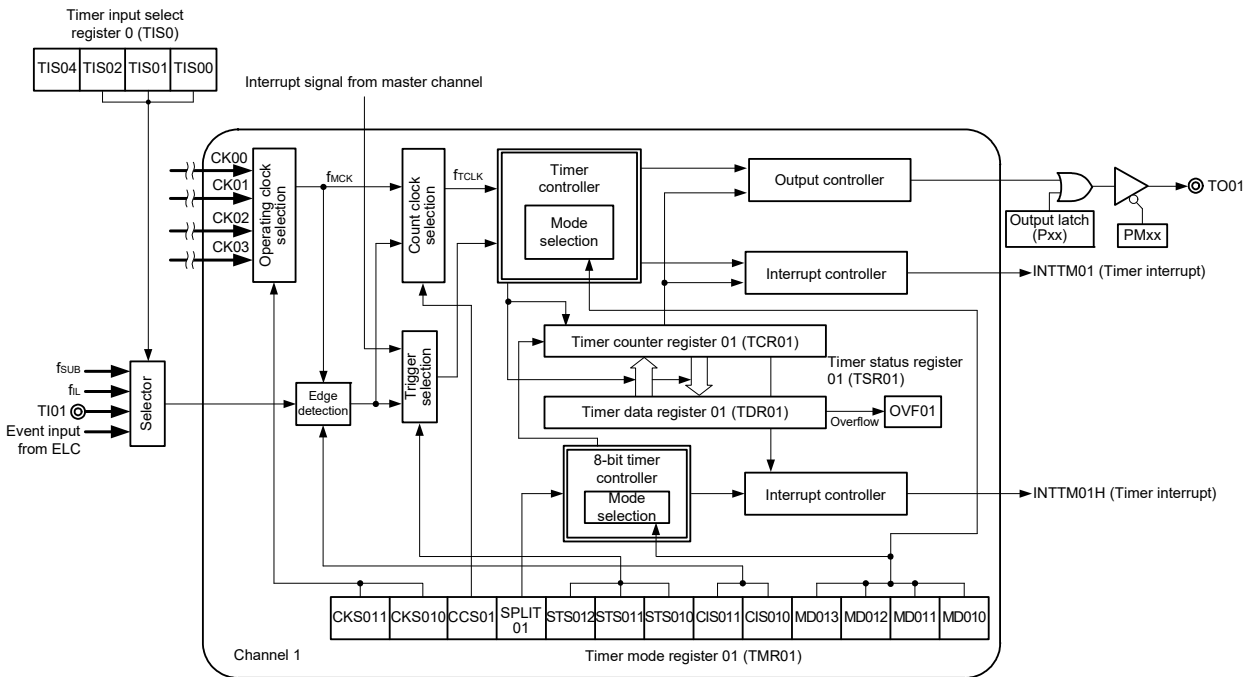 Timer input select
register 0 (TIS0)
TIS04 TIS02 TIS01 TIS00
Interrupt signal from master channel
CK00
CK01
CK02
CK03
Operating clock
selection
fMCK
Count clock
selection
fTCLK
Timer
controller
Mode
selection
Output controller
Output latch
(Pxx)
PMxx
TO01
Interrupt controller
INTTM01 (Timer interrupt)
Timer counter register 01 (TCR01)
Timer status register
01 (TSR01)
Timer data register 01 (TDR01)
Overflow
OVF01
fSUB
fIL
TI01
Event input
from ELC
Selector
Edge
detection
Trigger
selection
8-bit timer
controller
Mode
selection
Interrupt controller
INTTM01H (Timer interrupt)
CKS011 CKS010 CCS01 SPLIT
01 STS012 STS011 STS010 CIS011 CIS010 MD013 MD012 MD011 MD010
Channel 1
Timer mode register 01 (TMR01)